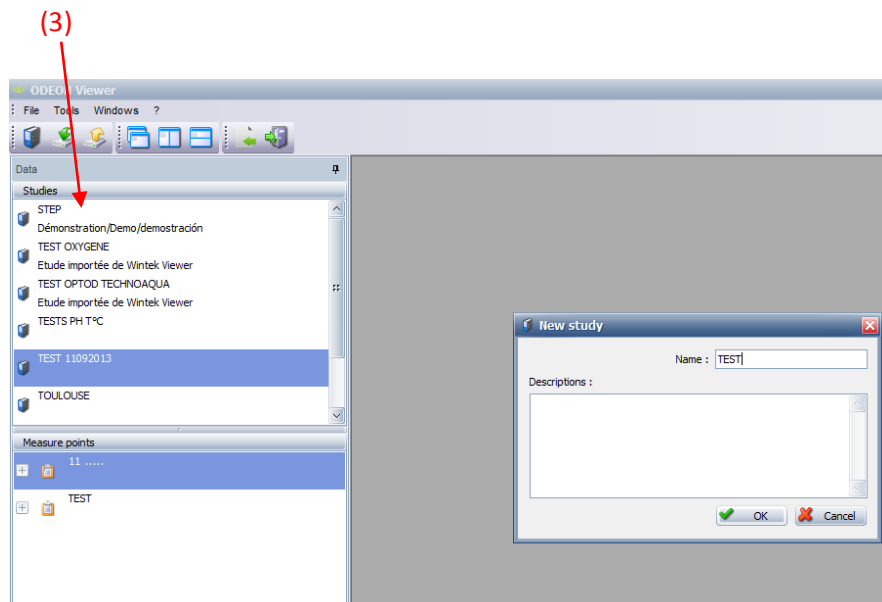 (3)
ODEON Viewer
File Tools Windows ?
Data
Studies
STEP
Démonstration/Demo/demostración
TEST OXYGENE
Etude importée de Wintek Viewer
TEST OPTOD TECHNOAQUA
Etude importée de Wintek Viewer
TESTS PH T°C
TEST 11092013
TOULOUSE
Measure points
11 .....
TEST
New study
Name : TEST
Descriptions :
OK Cancel